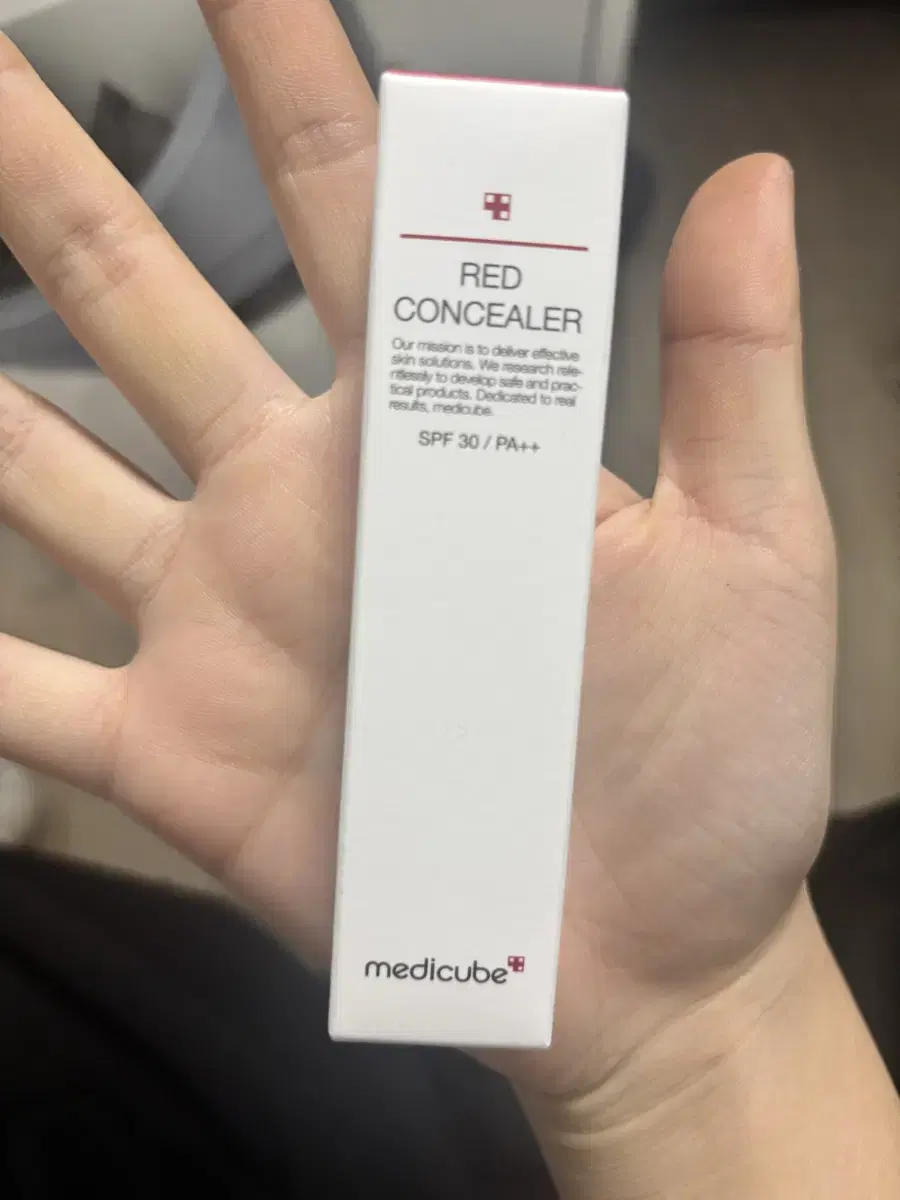 RED
CONCEALER
Our mission is to deliver effective
skin solutions. We research rele-
ntlessly to develop safe and prac-
tical products. Dedicated to real
results, medicube.
SPF 30 / PA++
medicube